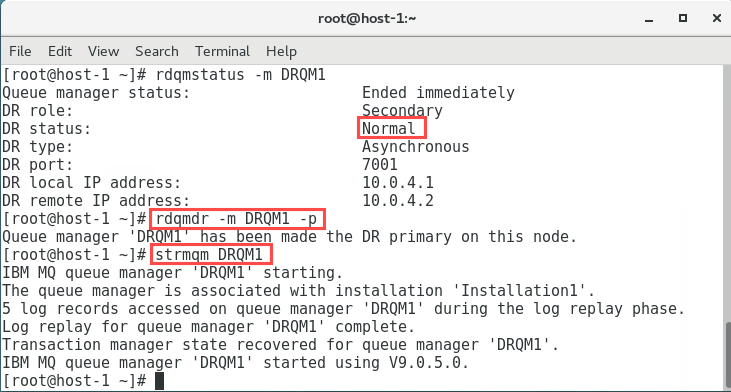 root@host-1:~
File Edit View Search Terminal Help
[root@host-1 ~]# rdqmstatus -m DRQM1
Queue manager status: Ended immediately
DR role: Secondary
DR status: Normal
DR type: Asynchronous
DR port: 7001
DR local IP address: 10.0.4.1
DR remote IP address: 10.0.4.2
[root@host-1 ~]# rdqmdr -m DRQM1 -p
Queue manager 'DRQM1' has been made the DR primary on this node.
[root@host-1 ~]# strmqm DRQM1
IBM MQ queue manager 'DRQM1' starting.
The queue manager is associated with installation 'Installation1'.
5 log records accessed on queue manager 'DRQM1' during the log replay phase.
Log replay for queue manager 'DRQM1' complete.
Transaction manager state recovered for queue manager 'DRQM1'.
IBM MQ queue manager 'DRQM1' started using V9.0.5.0.
[root@host-1 ~]#